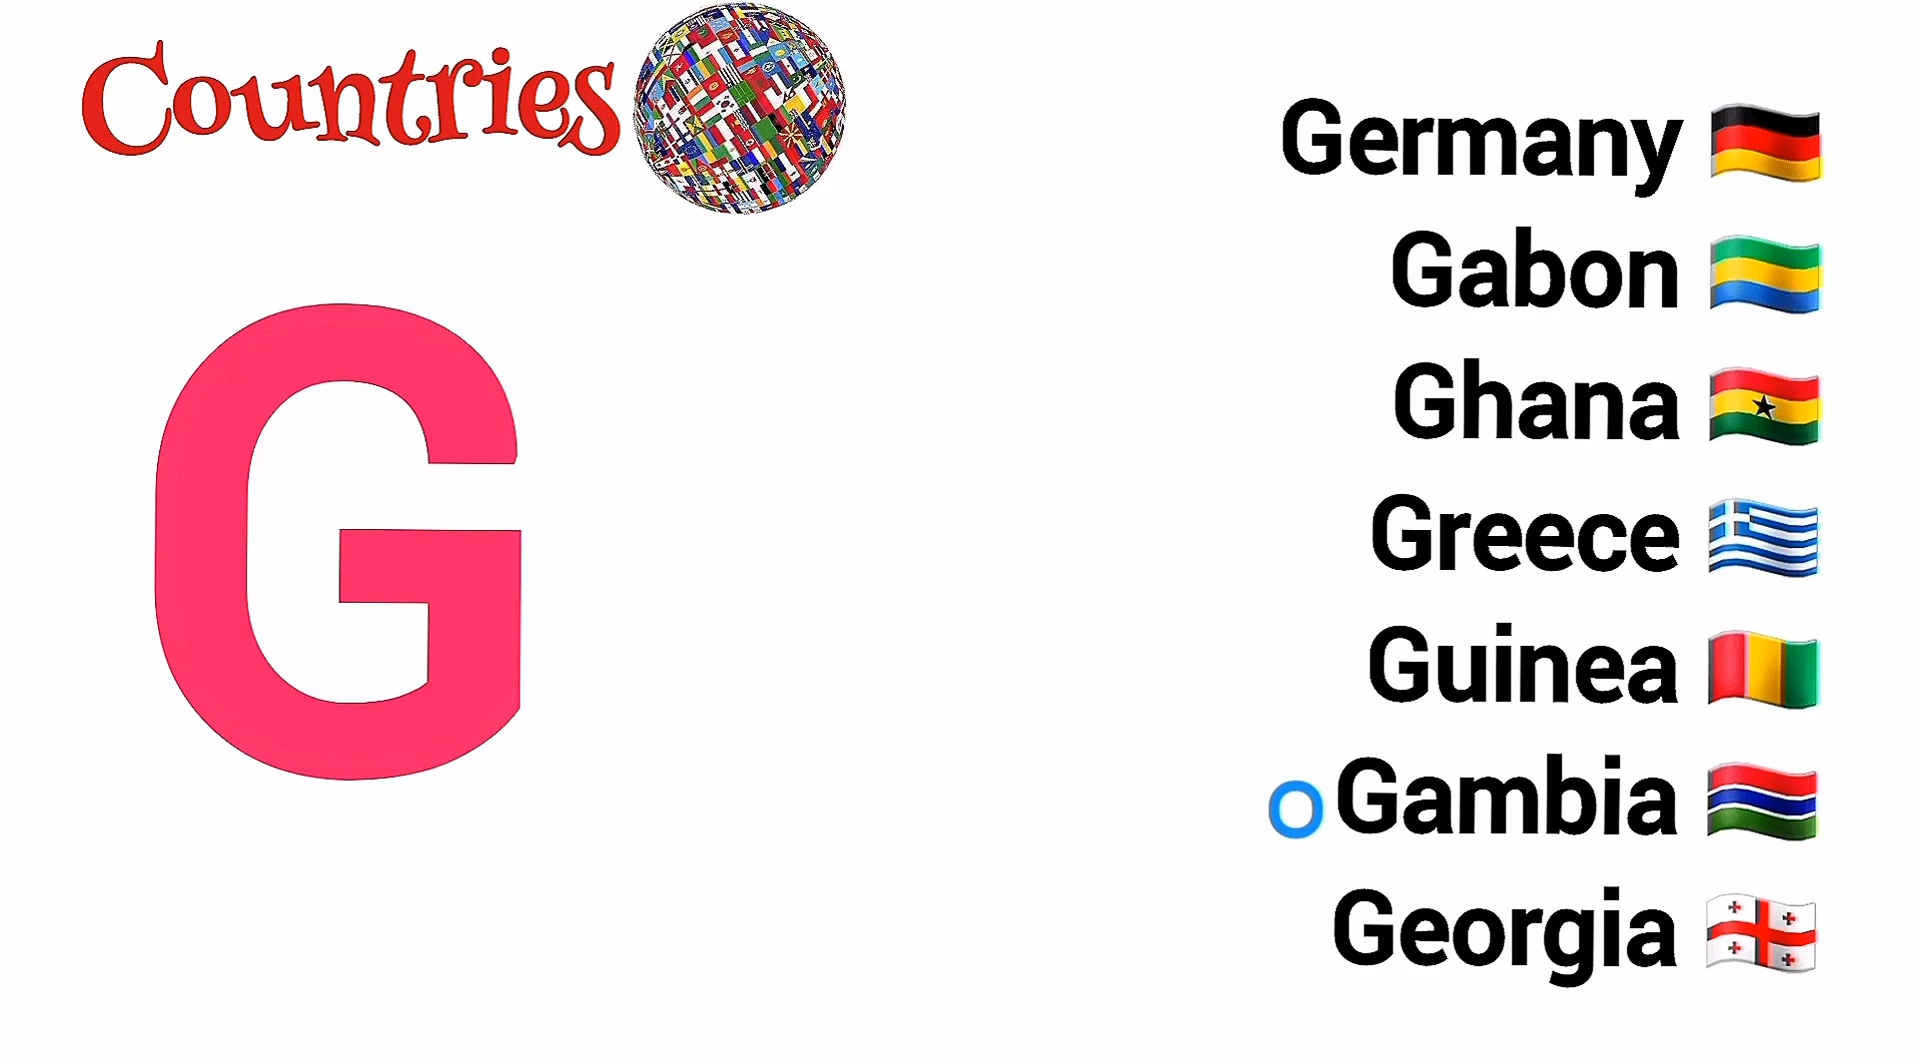 Countries
G
Germany 🇩🇪
Gabon 🇬🇦
Ghana 🇬🇭
Greece 🇬🇷
Guinea 🇬🇳
Gambia 🇬🇲
Georgia 🇬🇪